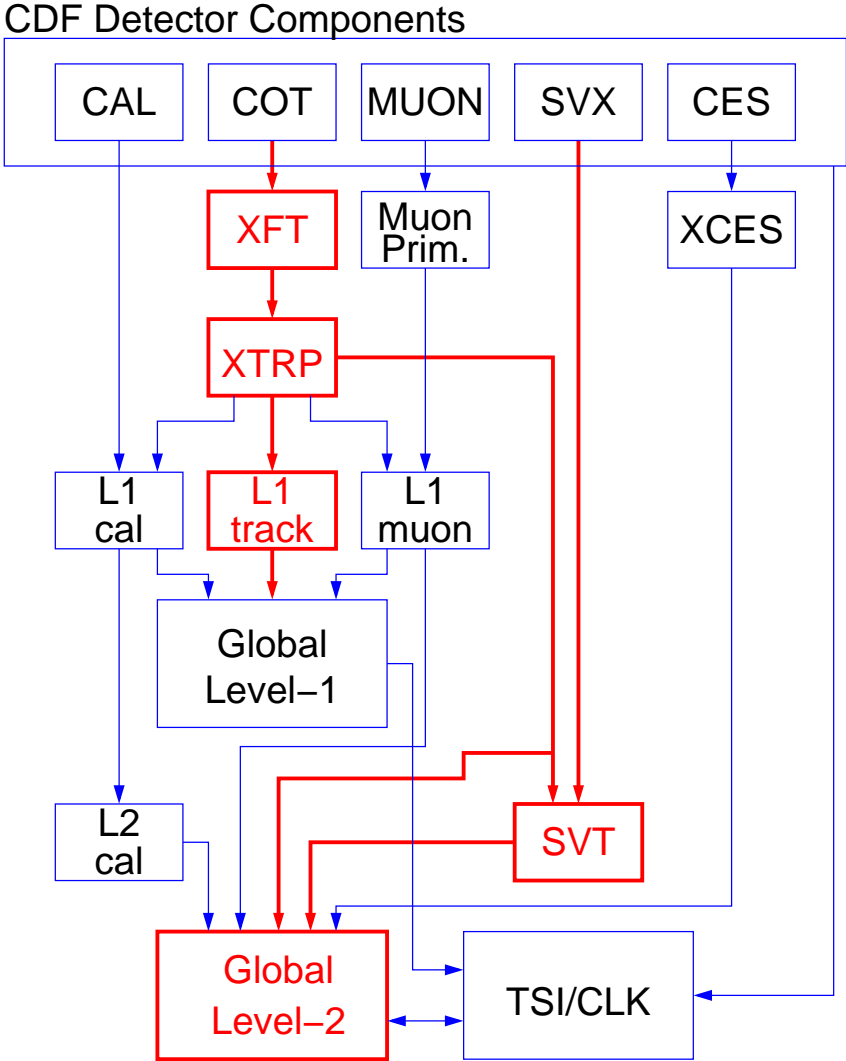 CDF Detector Components
CAL
COT
MUON
SVX
CES
XFT
Muon
Prim.
XCES
XTRP
L1
cal
L1
track
L1
muon
Global
Level−1
L2
cal
SVT
Global
Level−2
TSI/CLK